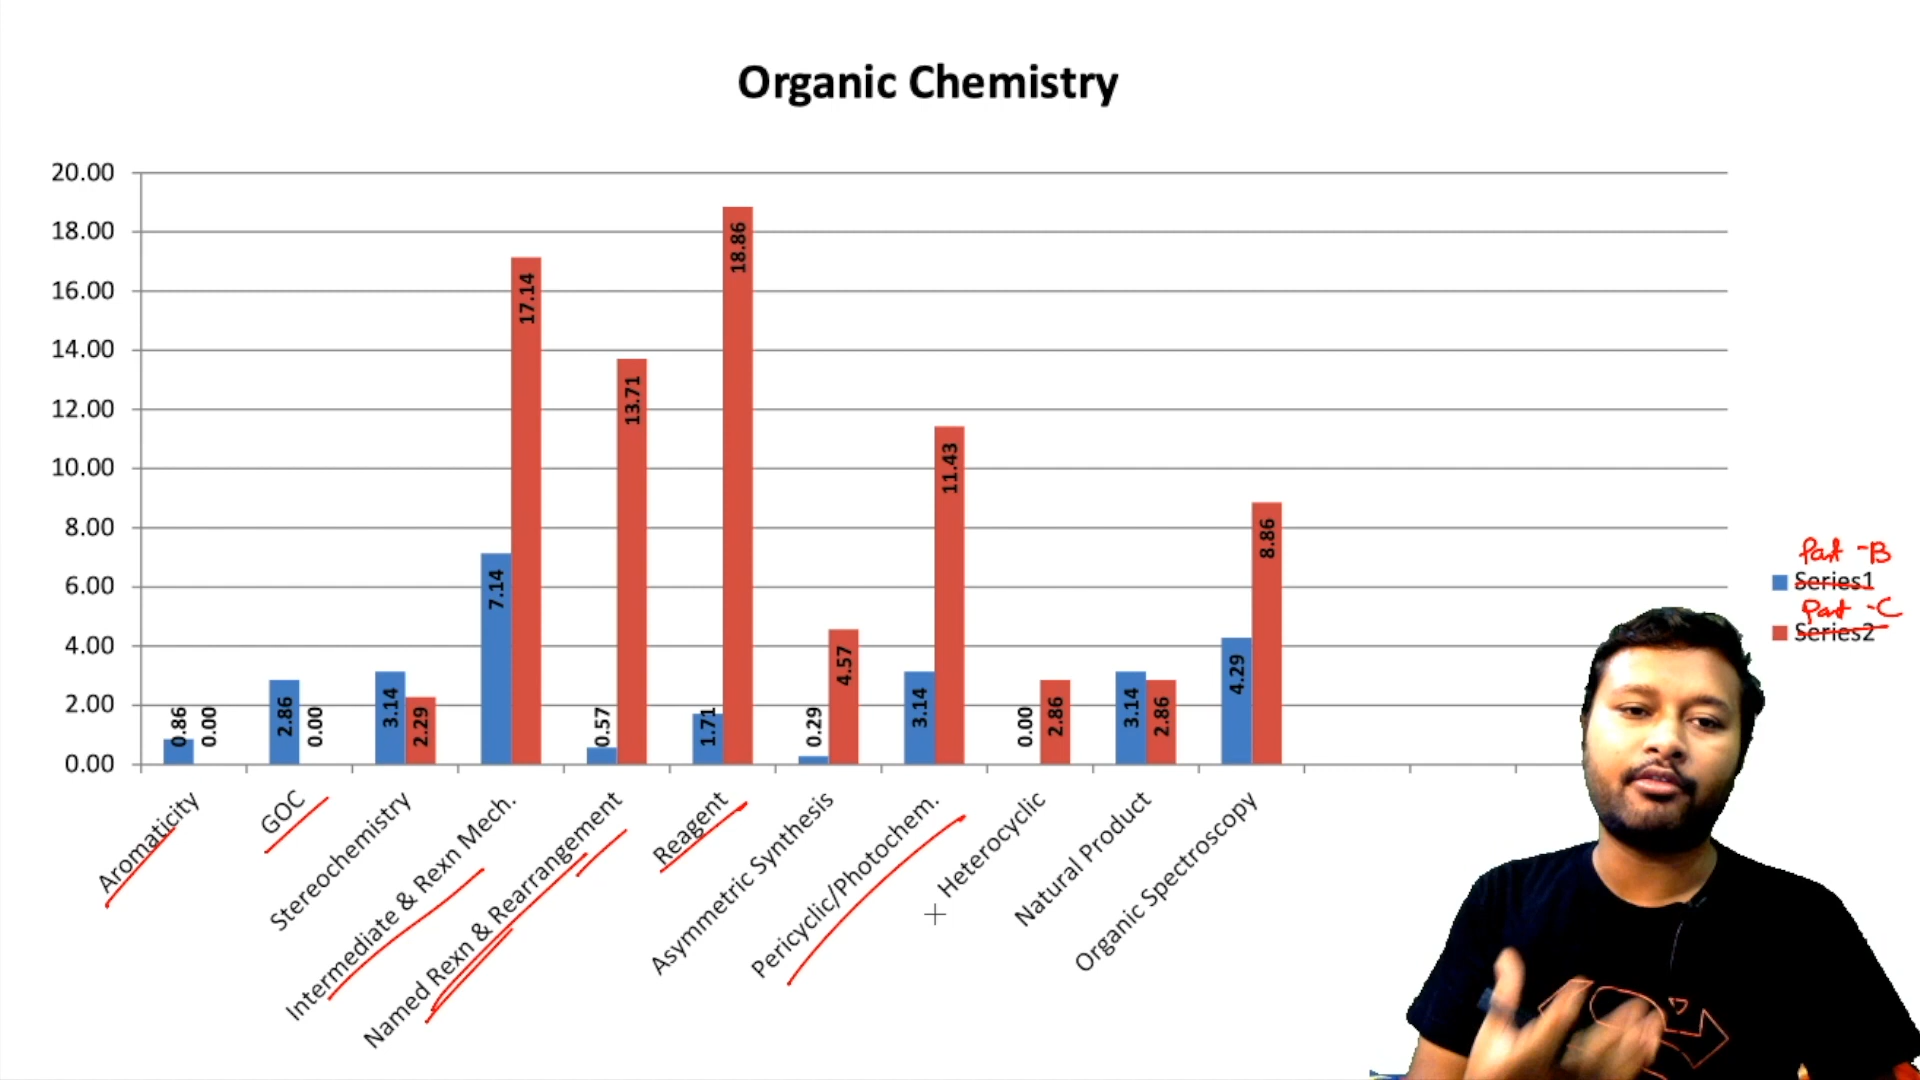 Organic Chemistry
20.00
18.00
16.00
14.00
12.00
10.00
8.00
6.00
4.00
2.00
0.00
0.86
0.00
2.86
0.00
3.14
2.29
7.14
17.14
0.57
13.71
1.71
18.86
0.29
4.57
3.14
11.43
0.00
2.86
3.14
2.86
4.29
8.86
Aromaticity
GOC
Stereochemistry
Intermediate & Rexn Mech.
Named Rexn & Rearrangement
Reagent
Asymmetric Synthesis
Pericyclic/Photochem.
Heterocyclic
Natural Product
Organic Spectroscopy
Part -B
Series1
Part -C
Series2